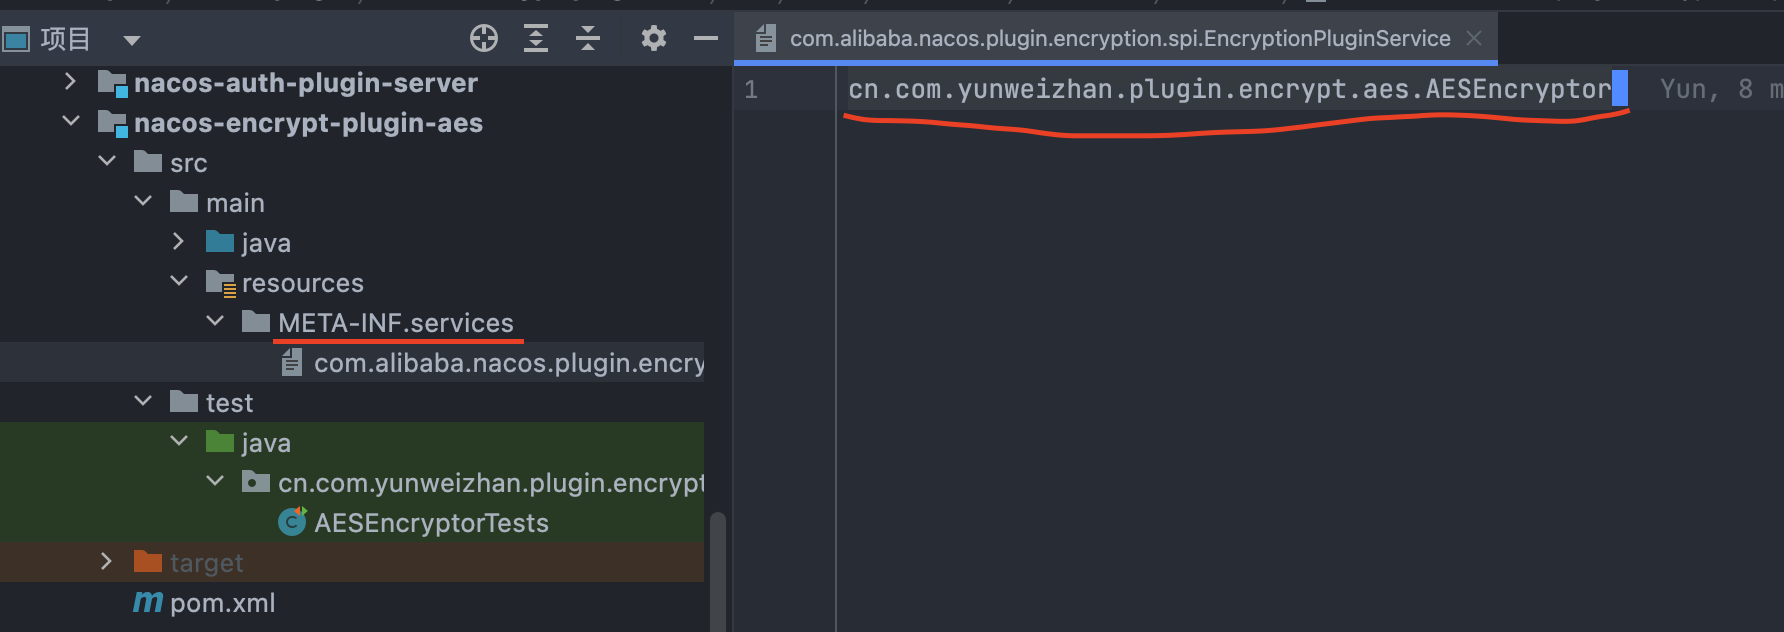 项目
com.alibaba.nacos.plugin.encryption.spi.EncryptionPluginService
nacos-auth-plugin-server
nacos-encrypt-plugin-aes
src
main
java
resources
META-INF.services
com.alibaba.nacos.plugin.encry
test
java
cn.com.yunweizhan.plugin.encrypt
AESEncryptorTests
target
pom.xml
1
cn.com.yunweizhan.plugin.encrypt.aes.AESEncryptor
Yun, 8 m